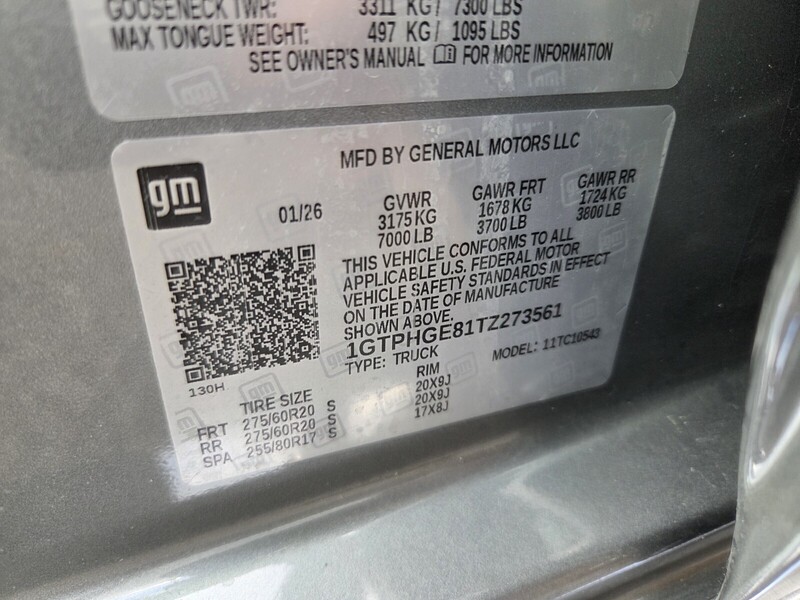 GOOSENECK TWR: 3311 KG / 7300 LBS
MAX TONGUE WEIGHT: 497 KG / 1095 LBS
SEE OWNER'S MANUAL FOR MORE INFORMATION
gm
MFD BY GENERAL MOTORS LLC
01/26 GVWR GAWR FRT GAWR RR
3175 KG 1678 KG 1724 KG
7000 LB 3700 LB 3800 LB
THIS VEHICLE CONFORMS TO ALL
APPLICABLE U.S. FEDERAL MOTOR
VEHICLE SAFETY STANDARDS IN EFFECT
ON THE DATE OF MANUFACTURE
SHOWN ABOVE.
1GTPHGE81TZ273561
TYPE: TRUCK MODEL: 11TC10543
130H
TIRE SIZE RIM
FRT 275/60R20 S 20X9J
RR 275/60R20 S 20X9J
SPA 255/80R17 S 17X8J